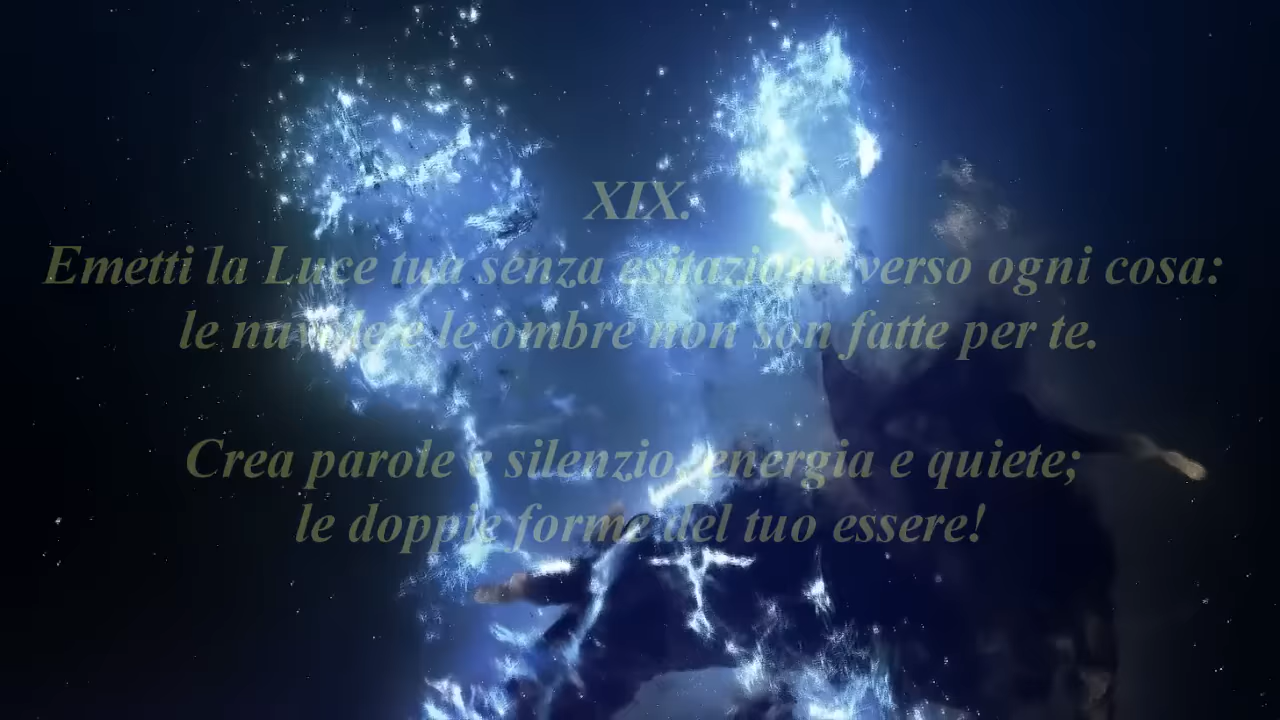 XIX.
Emetti la Luce tua senza esitazione verso ogni cosa:
le nuvole e le ombre non son fatte per te.
Crea parole e silenzio, energia e quiete;
le doppie forme del tuo essere!